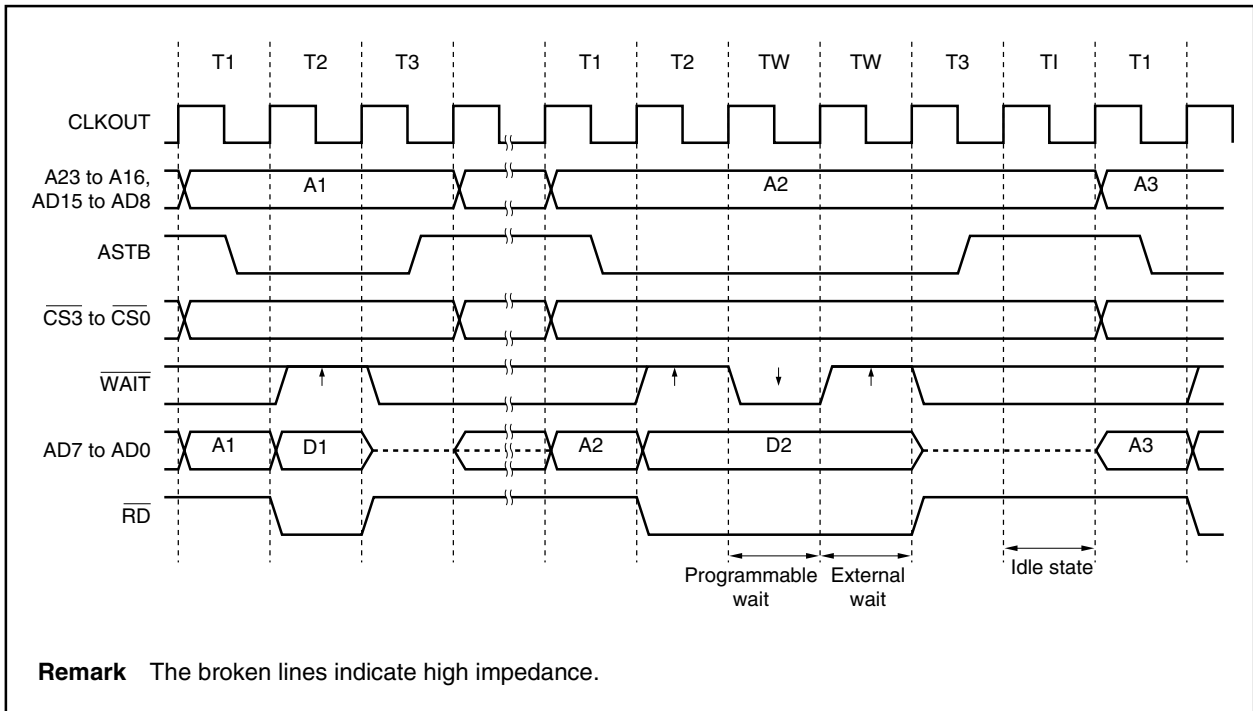 T1 T2 T3 T1 T2 TW TW T3 TI T1
CLKOUT
A23 to A16,
AD15 to AD8
A1 A2 A3
ASTB
CS3 to CS0
WAIT
AD7 to AD0
A1 D1 A2 D2 A3
RD
Programmable
wait
External
wait
Idle state
Remark The broken lines indicate high impedance.